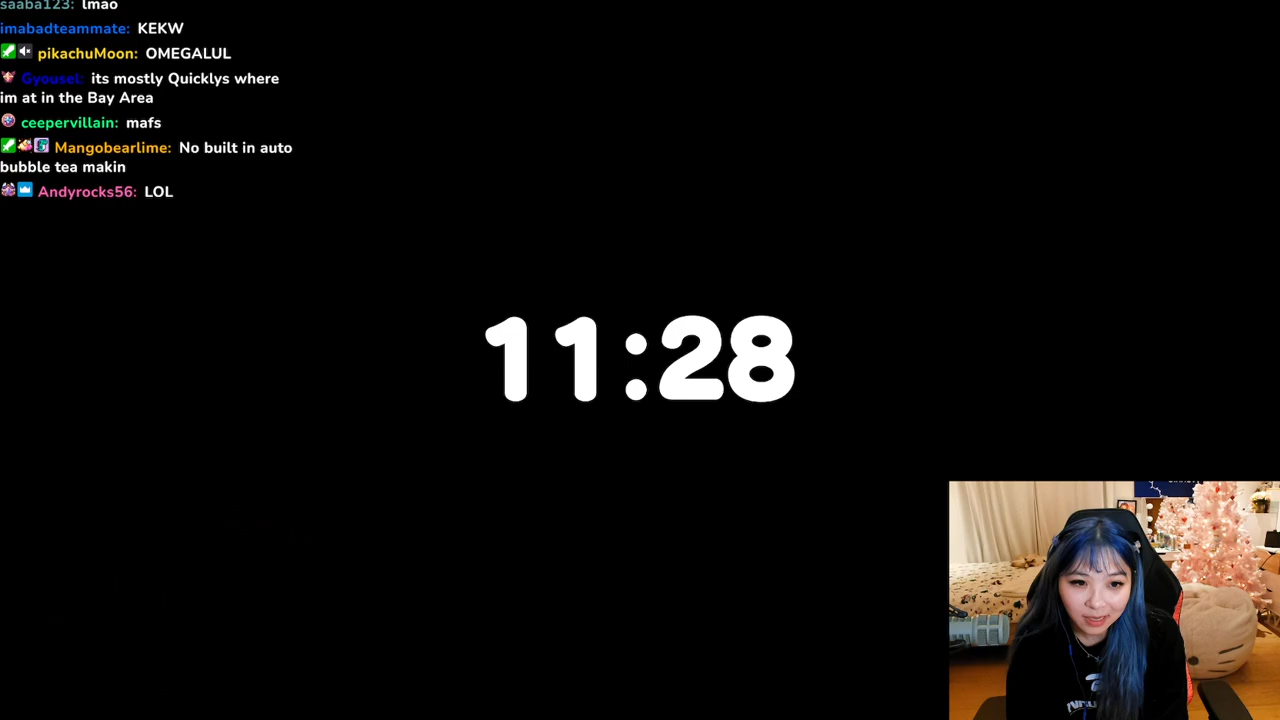 saaba123: lmao
imabadteammate: KEKW
pikachuMoon: OMEGALUL
Gyousel: its mostly Quicklys where
im at in the Bay Area
ceepervillain: mafs
Mangobearlime: No built in auto
bubble tea makin
Andyrocks56: LOL
11:28